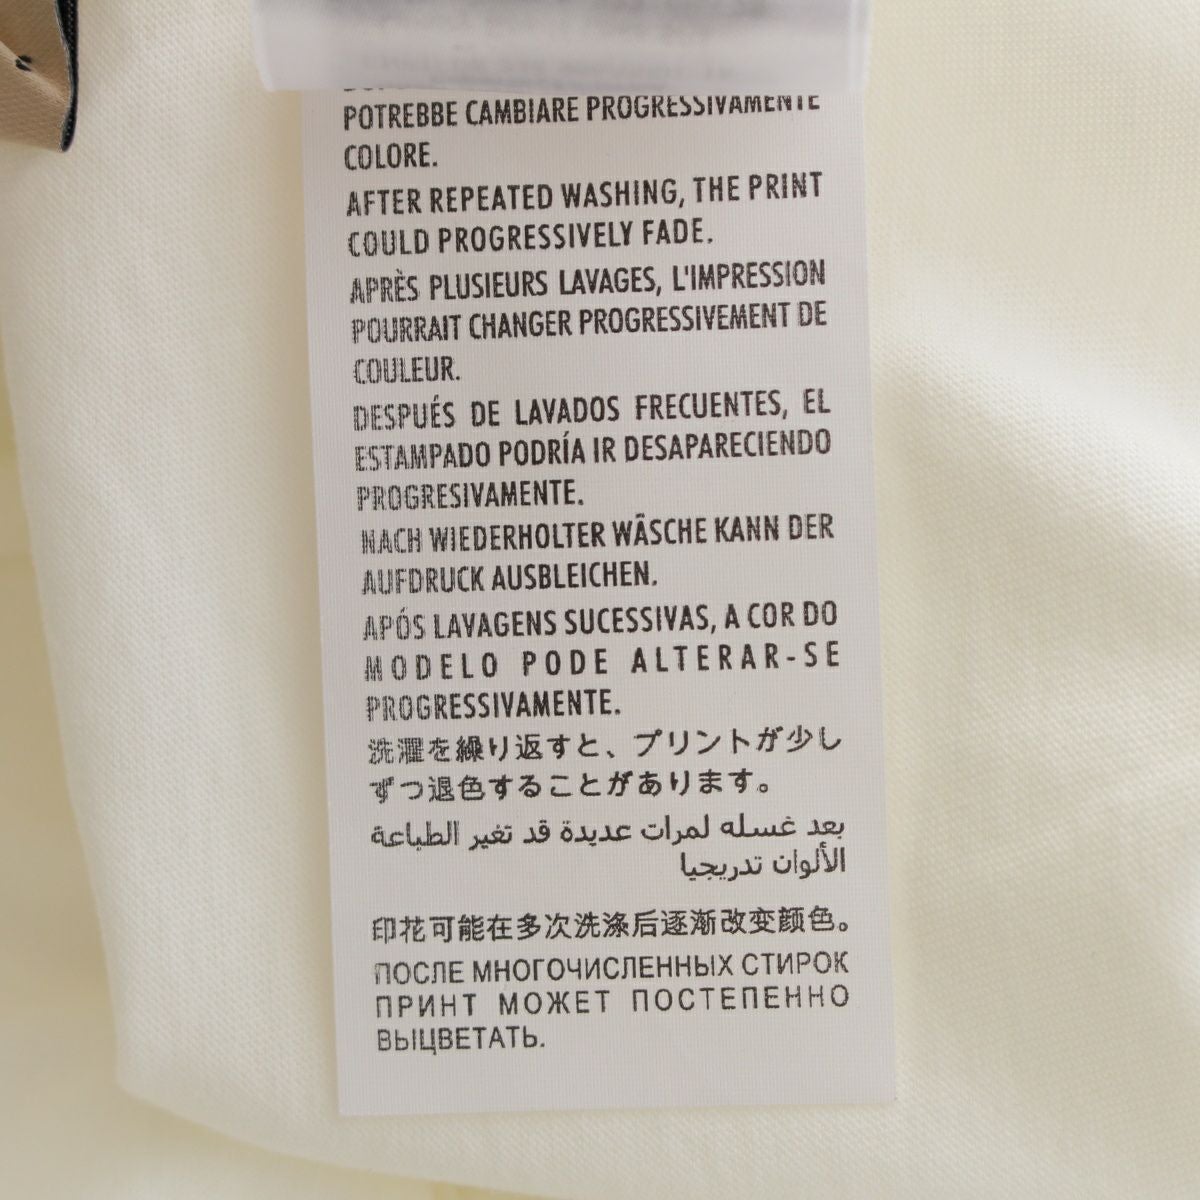 POTREBBE CAMBIARE PROGRESSIVAMENTE
COLORE.
AFTER REPEATED WASHING, THE PRINT
COULD PROGRESSIVELY FADE.
APRÈS PLUSIEURS LAVAGES, L'IMPRESSION
POURRAIT CHANGER PROGRESSIVEMENT DE
COULEUR.
DESPUÉS DE LAVADOS FRECUENTES, EL
ESTAMPADO PODRÍA IR DESAPARECIENDO
PROGRESIVAMENTE.
NACH WIEDERHOLTER WÄSCHE KANN DER
AUFDRUCK AUSBLEICHEN.
APÓS LAVAGENS SUCESSIVAS, A COR DO
MODELO PODE ALTERAR-SE
PROGRESSIVAMENTE.
洗濯を繰り返すと、プリントが少し
ずつ退色することがあります。
بعد غسله لمرات عديدة قد تغير الطباعة
الألوان تدريجيا
印花可能在多次洗涤后逐渐改变颜色。
ПОСЛЕ МНОГОЧИСЛЕННЫХ СТИРОК
ПРИНТ МОЖЕТ ПОСТЕПЕННО
ВЫЦВЕТАТЬ.